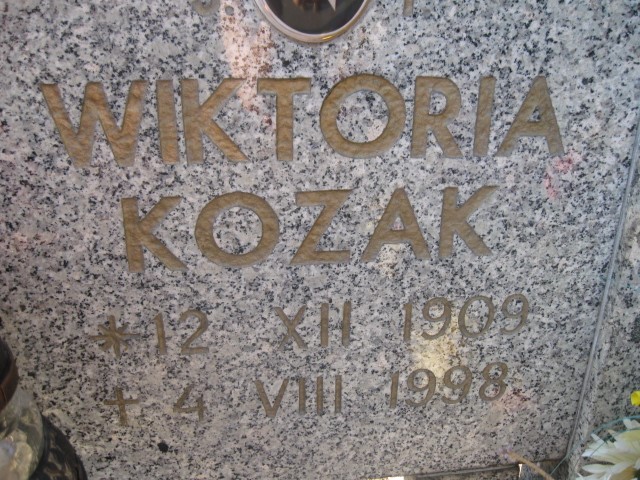 WIKTORIA
KOZAK
* 12 XII 1909
+ 4 VIII 1998